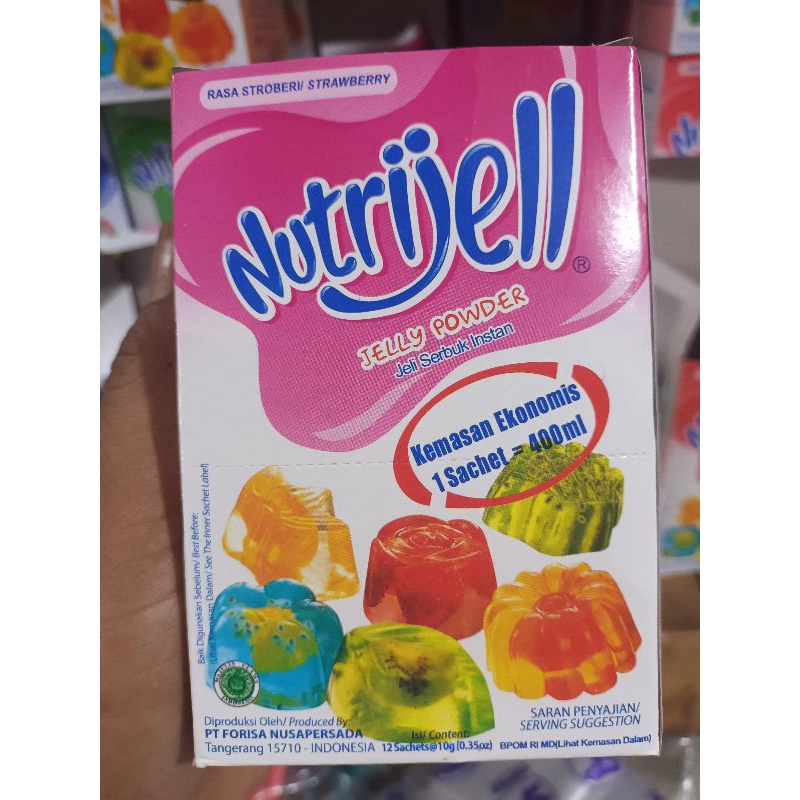 RASA STROBERI/ STRAWBERRY
Nutrijell®
JELLY POWDER
Jeli Serbuk Instan
Kemasan Ekonomis
1 Sachet = 400ml
Baik Digunakan Sebelum/ Best Before:
(Lihat Kemasan Dalam/ See The Inner Sachet Label)
SARAN PENYAJIAN/
SERVING SUGGESTION
Diproduksi Oleh/ Produced By:
PT FORISA NUSAPERSADA
Tangerang 15710 - INDONESIA
Isi/ Content:
12 Sachets@10g (0.35oz)
BPOM RI MD(Lihat Kemasan Dalam)